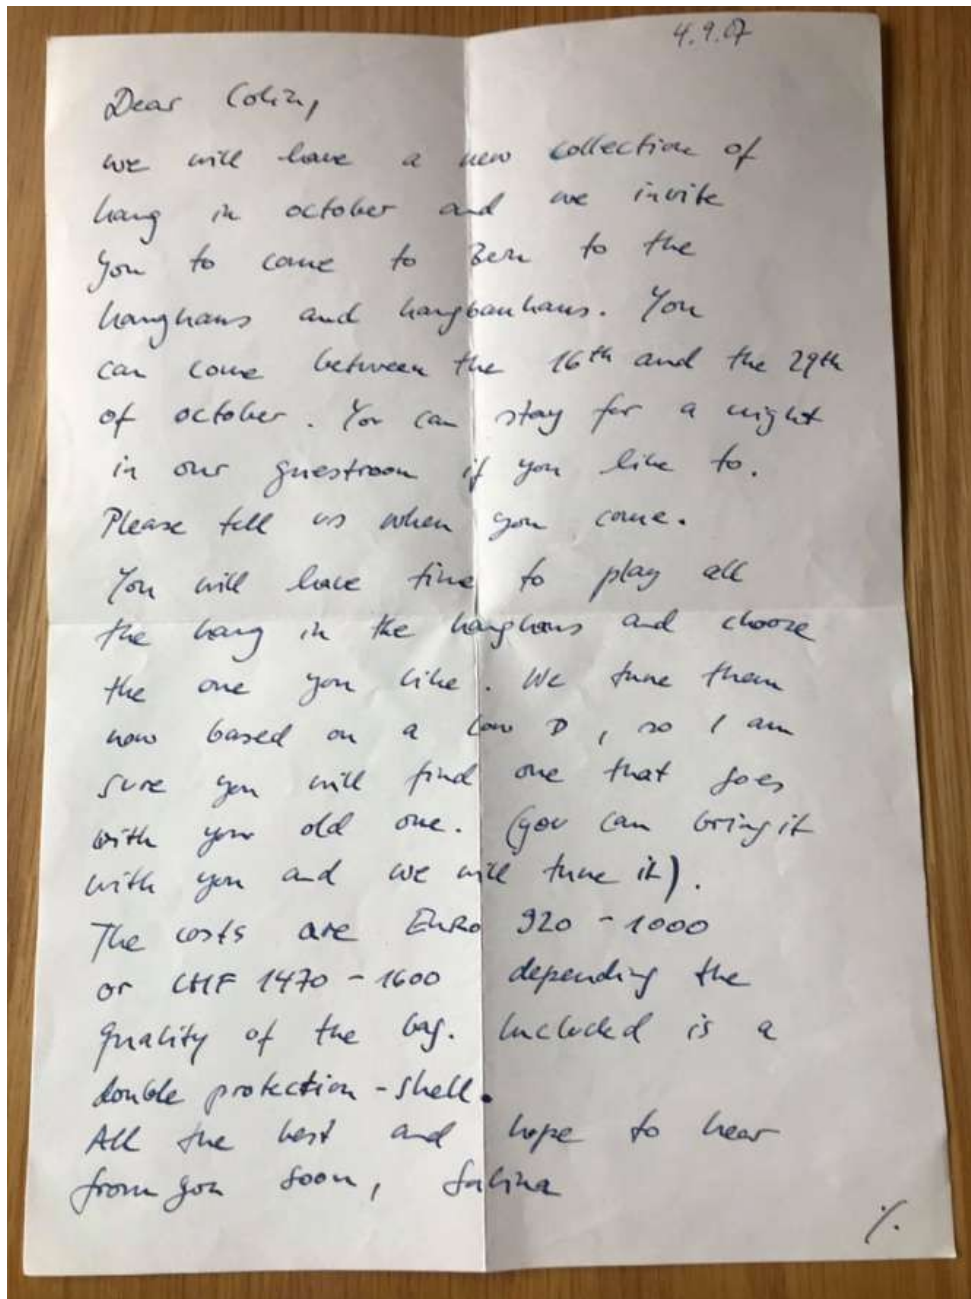 4.9.07
Dear Colin,
we will have a new collection of
hang in october and we invite
You to come to Bern to the
hanghaus and hangbauhaus. You
can come between the 16th and the 29th
of october. You can stay for a night
in our guestroom if you like to.
Please tell us when you come.
You will have time to play all
the hang in the hanghaus and choose
the one you like. We tune them
now based on a low D, so I am
sure you will find one that goes
with your old one. (you can bring it
with you and we will tune it).
The costs are EURO 920 - 1000
or CHF 1470 - 1600 depending the
quality of the bag. Included is a
double protection - shell.
All the best and hope to hear
from you soon, Sabina
./.